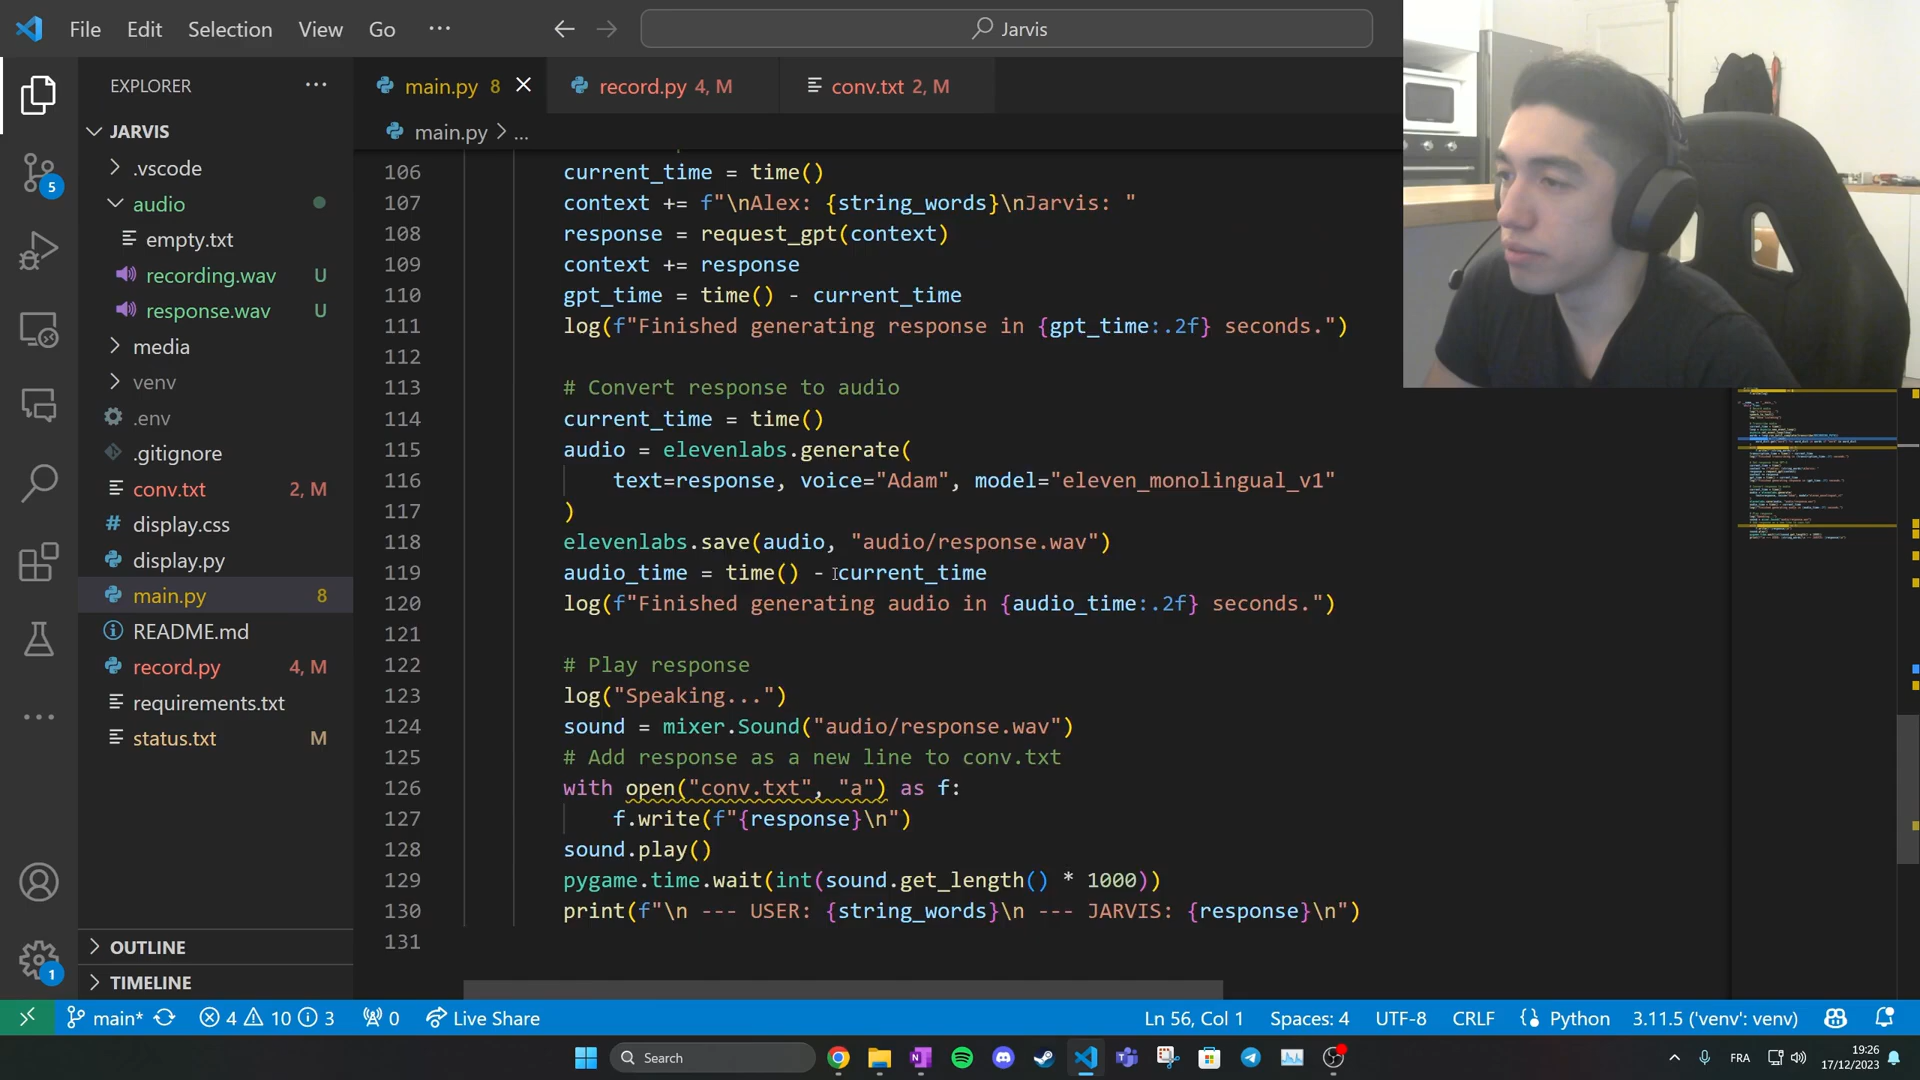 File Edit Selection View Go ···
Jarvis
EXPLORER ···
main.py 8
record.py 4, M
conv.txt 2, M
main.py > ...
JARVIS
.vscode
audio
empty.txt
recording.wav U
response.wav U
media
venv
.env
.gitignore
conv.txt 2, M
display.css
display.py
main.py 8
README.md
record.py 4, M
requirements.txt
status.txt M
OUTLINE
TIMELINE
5
1
106 current_time = time()
107 context += f"\nAlex: {string_words}\nJarvis: "
108 response = request_gpt(context)
109 context += response
110 gpt_time = time() - current_time
111 log(f"Finished generating response in {gpt_time:.2f} seconds.")
112
113 # Convert response to audio
114 current_time = time()
115 audio = elevenlabs.generate(
116 text=response, voice="Adam", model="eleven_monolingual_v1"
117 )
118 elevenlabs.save(audio, "audio/response.wav")
119 audio_time = time() - current_time
120 log(f"Finished generating audio in {audio_time:.2f} seconds.")
121
122 # Play response
123 log("Speaking...")
124 sound = mixer.Sound("audio/response.wav")
125 # Add response as a new line to conv.txt
126 with open("conv.txt", "a") as f:
127 f.write(f"{response}\n")
128 sound.play()
129 pygame.time.wait(int(sound.get_length() * 1000))
130 print(f"\n --- USER: {string_words}\n --- JARVIS: {response}\n")
131
main* 4 10 3 0 Live Share
Ln 56, Col 1 Spaces: 4 UTF-8 CRLF Python 3.11.5 ('venv': venv)
Search
FRA
19:26
17/12/2023